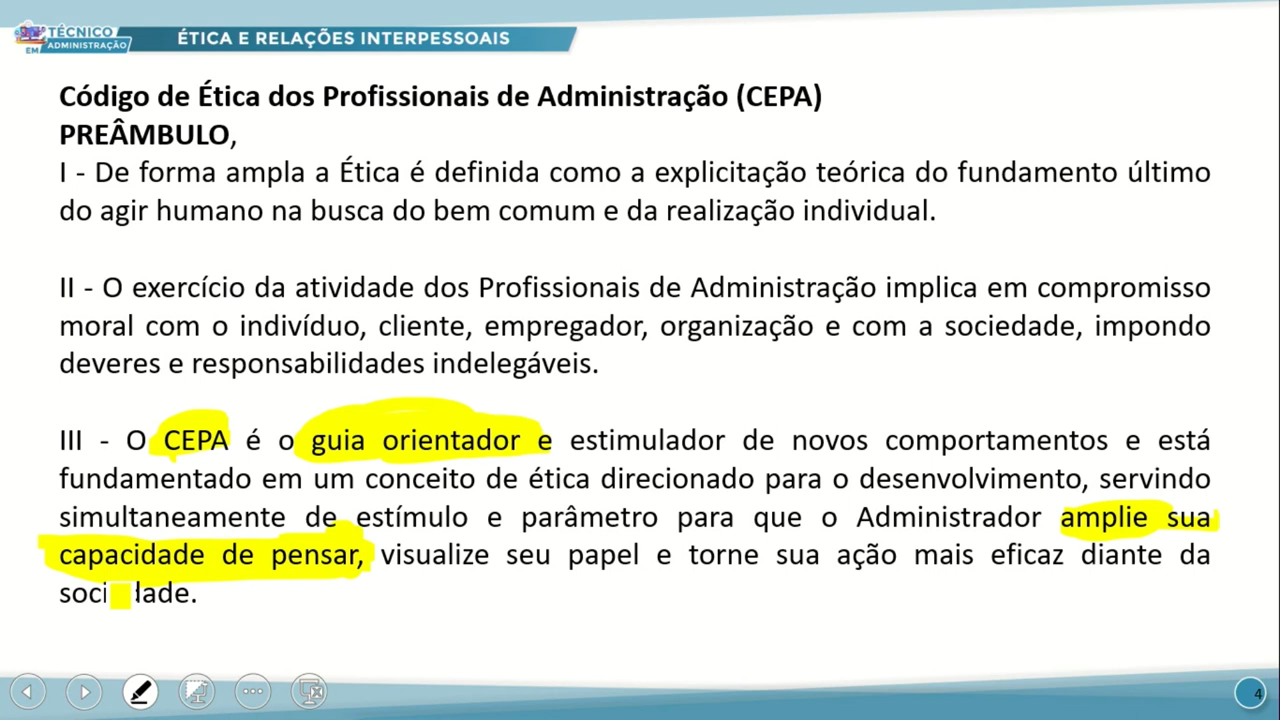 TÉCNICO
EM ADMINISTRAÇÃO
ÉTICA E RELAÇÕES INTERPESSOAIS
Código de Ética dos Profissionais de Administração (CEPA)
PREÂMBULO,
I - De forma ampla a Ética é definida como a explicitação teórica do fundamento último
do agir humano na busca do bem comum e da realização individual.
II - O exercício da atividade dos Profissionais de Administração implica em compromisso
moral com o indivíduo, cliente, empregador, organização e com a sociedade, impondo
deveres e responsabilidades indelegáveis.
III - O CEPA é o guia orientador e estimulador de novos comportamentos e está
fundamentado em um conceito de ética direcionado para o desenvolvimento, servindo
simultaneamente de estímulo e parâmetro para que o Administrador amplie sua
capacidade de pensar, visualize seu papel e torne sua ação mais eficaz diante da
sociedade.
4